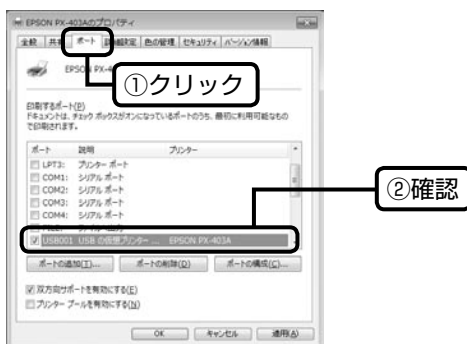 EPSON PX-403Aのプロパティ
全般 共有 ポート 詳細設定 色の管理 セキュリティ バージョン情報
EPSON PX-4
①クリック
印刷するポート(P)
ドキュメントは、チェック ボックスがオンになっているポートのうち、最初に利用可能なもの
で印刷されます。
ポート 説明 プリンター
LPT3: プリンター ポート
COM1: シリアル ポート
COM2: シリアル ポート
COM3: シリアル ポート
COM4: シリアル ポート
USB001 USB の仮想プリンター ... EPSON PX-403A
②確認
ポートの追加(T)... ポートの削除(D) ポートの構成(C)...
双方向サポートを有効にする(E)
プリンター プールを有効にする(N)
OK キャンセル 適用(A)